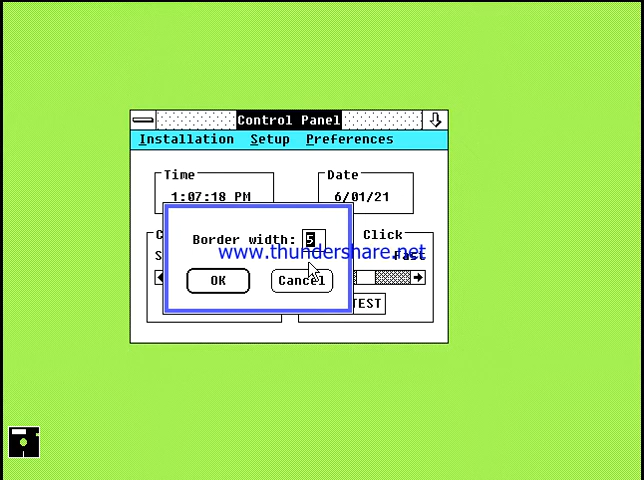 Control Panel
Installation Setup Preferences
Time
Date
1:07:18 PM
6/01/21
Click
Border width: 5
www.thundershare.net
Fast
OK
Cancel
TEST